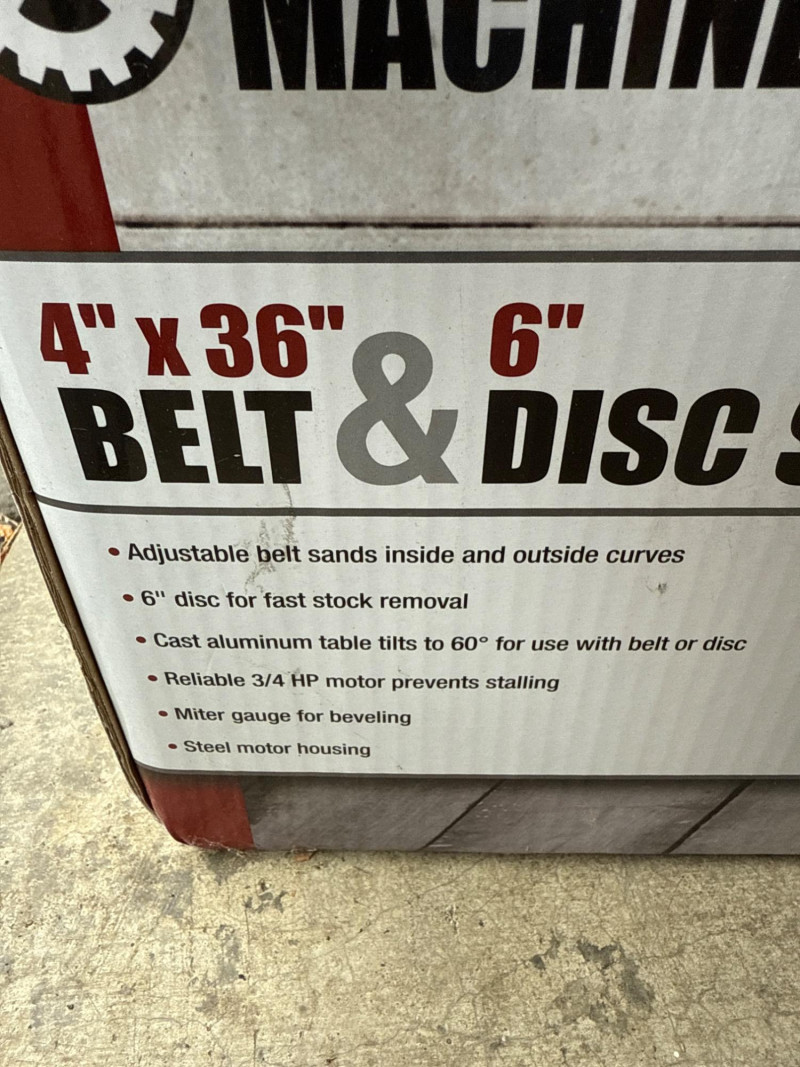 MACHINE
4" x 36" 6"
BELT & DISC S
• Adjustable belt sands inside and outside curves
• 6" disc for fast stock removal
• Cast aluminum table tilts to 60° for use with belt or disc
• Reliable 3/4 HP motor prevents stalling
• Miter gauge for beveling
• Steel motor housing